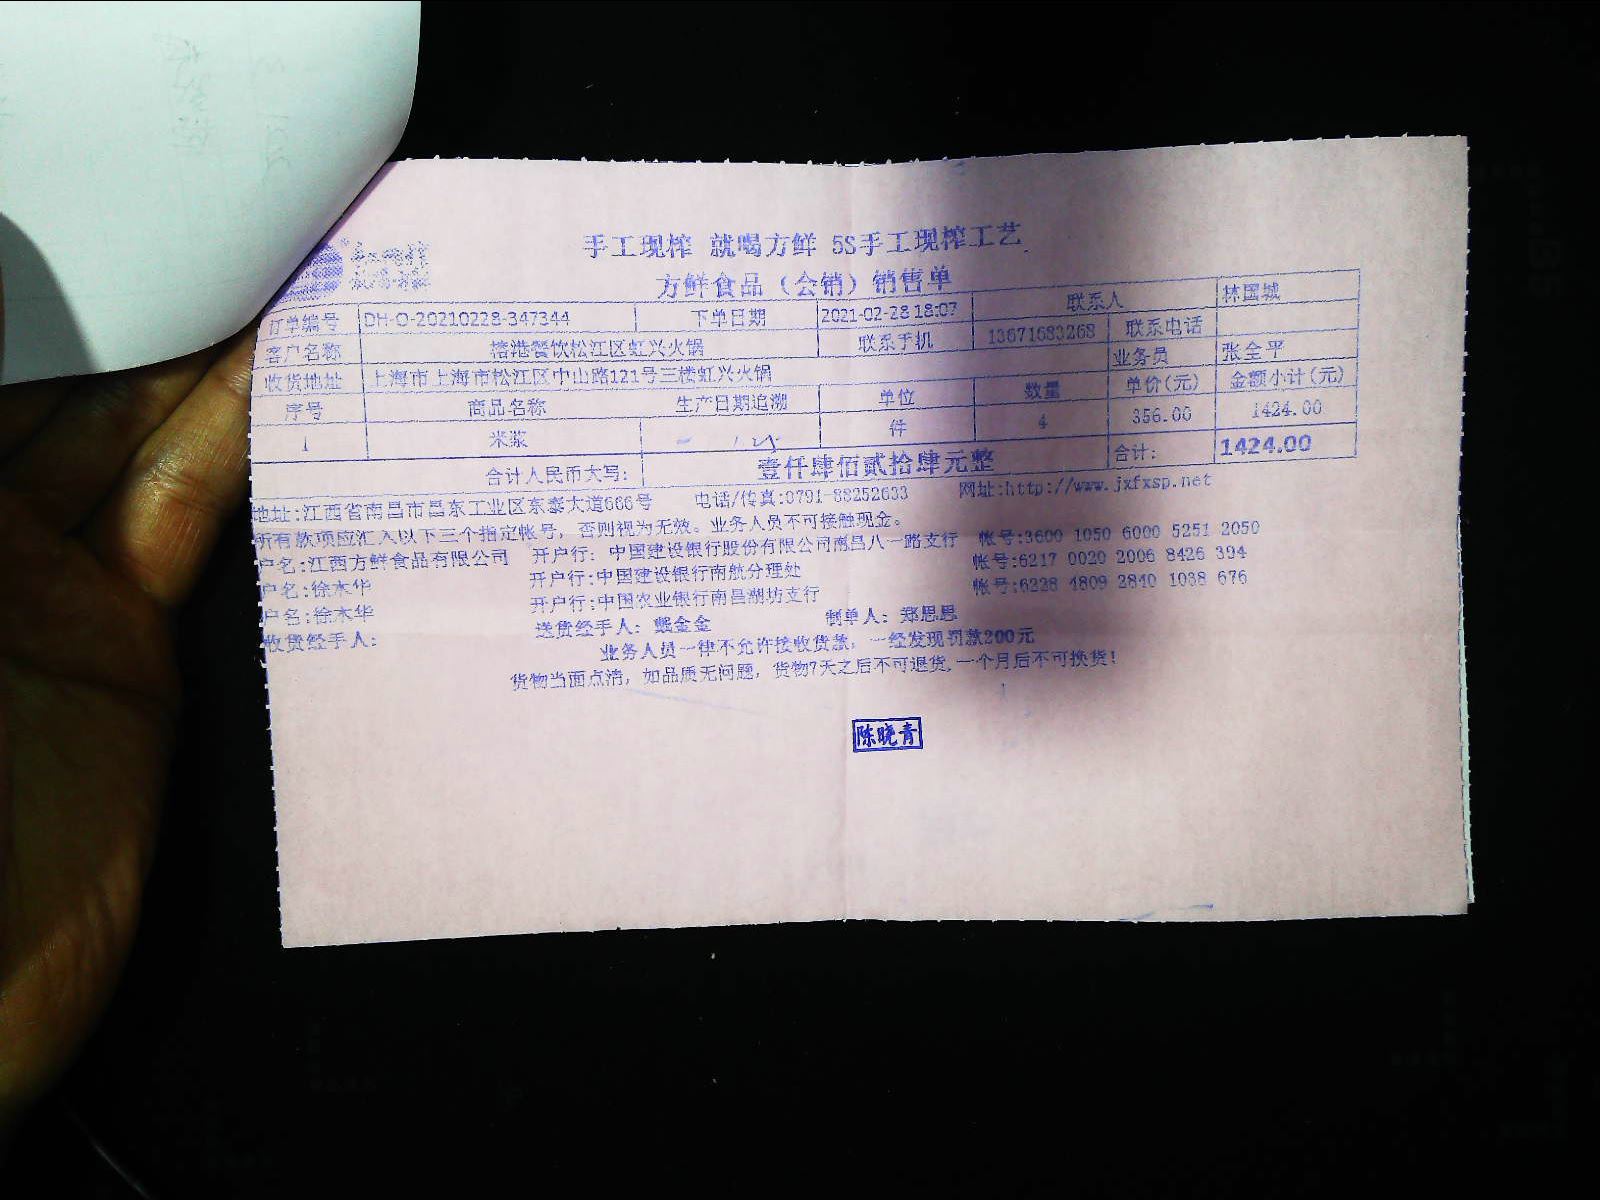 手工现榨 就喝方鲜 5S手工现榨工艺
方鲜食品（会销）销售单
订单编号 DH-O-20210228-347344 下单日期 2021-02-28 18:07 联系人 林国城
客户名称 榕港餐饮松江区虹兴火锅 联系手机 13671683268 联系电话
收货地址 上海市上海市松江区中山路121号三楼虹兴火锅 业务员 张全平
序号 商品名称 生产日期追溯 单位 数量 单价(元) 金额小计(元)
1 米浆 件 4 356.00 1424.00
合计人民币大写: 壹仟肆佰贰拾肆元整 合计: 1424.00
地址:江西省南昌市昌东工业区东泰大道666号 电话/传真:0791-88252633 网址:http://www.jxfxsp.net
所有款项应汇入以下三个指定帐号，否则视为无效。业务人员不可接触现金。
户名:江西方鲜食品有限公司 开户行: 中国建设银行股份有限公司南昌八一路支行 帐号:3600 1050 6000 5251 2050
户名:徐木华 开户行:中国建设银行南航分理处 帐号:6217 0020 2006 8426 394
户名:徐木华 开户行:中国农业银行南昌湖坊支行 帐号:6228 4809 2840 1038 676
收货经手人: 送货经手人: 金金 制单人: 郑思思
业务人员一律不允许接收货款，一经发现罚款200元
货物当面点清，如品质无问题，货物7天之后不可退货,一个月后不可换货!
陈晓青